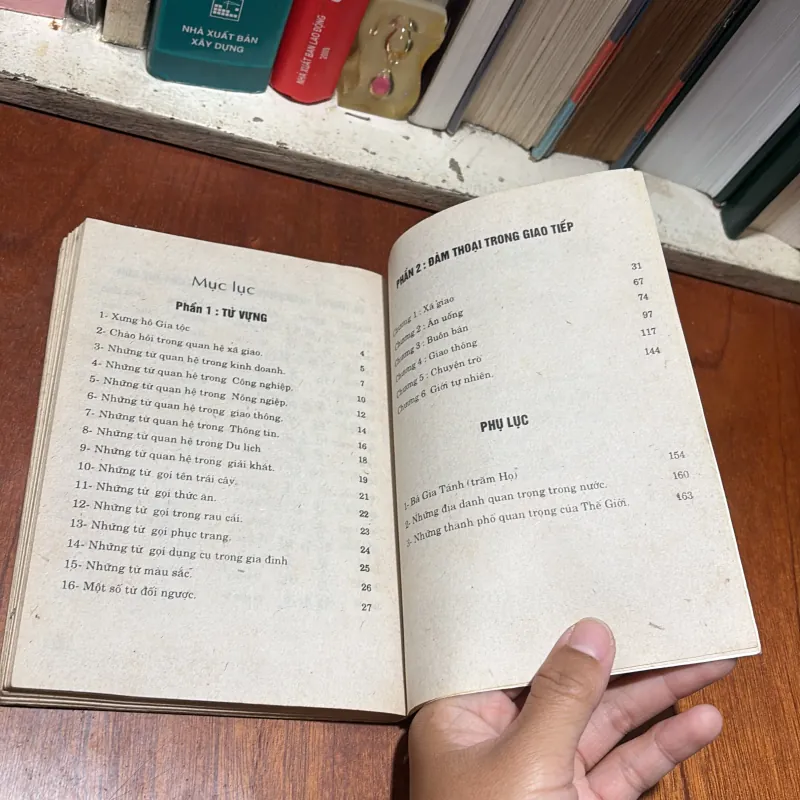 NHÀ XUẤT BẢN
XÂY DỰNG
NHÀ XUẤT BẢN LAO ĐỘNG
2005
Mục lục
Phần 1 : TỪ VỰNG
1- Xưng hô Gia tộc 4
2- Chào hỏi trong quan hệ xã giao. 5
3- Những từ quan hệ trong kinh doanh. 7
4- Những từ quan hệ trong Công nghiệp. 10
5- Những từ quan hệ trong Nông ngiệp. 12
6- Những từ quan hệ trong giao thông. 14
7- Những từ quan hệ trong Thông tin. 16
8- Những từ quan hệ trong Du lịch 18
9- Những từ quan hệ trong giải khát. 19
10- Những từ gọi tên trái cây. 21
11- Những từ gọi thức ăn. 22
12- Những từ gọi trong rau cải. 23
13- Những từ gọi phục trang. 24
14- Những từ gọi dụng cụ trong gia đình 25
15- Những từ màu sắc. 26
16- Một số từ đối ngược. 27
PHẦN 2 : ĐÀM THOẠI TRONG GIAO TIẾP
Chương 1 : Xã giao 31
Chương 2 : Ăn uống 67
Chương 3 : Buôn bán 74
Chương 4 : Giao thông 97
Chương 5 : Chuyện trò 117
Chương 6 Giới tự nhiên. 144
PHỤ LỤC
1- Bá Gia Tánh (trăm Họ) 154
2- Những địa danh quan trọng trong nước. 160
3- Những thành phố quan trọng của Thế Giới. 163